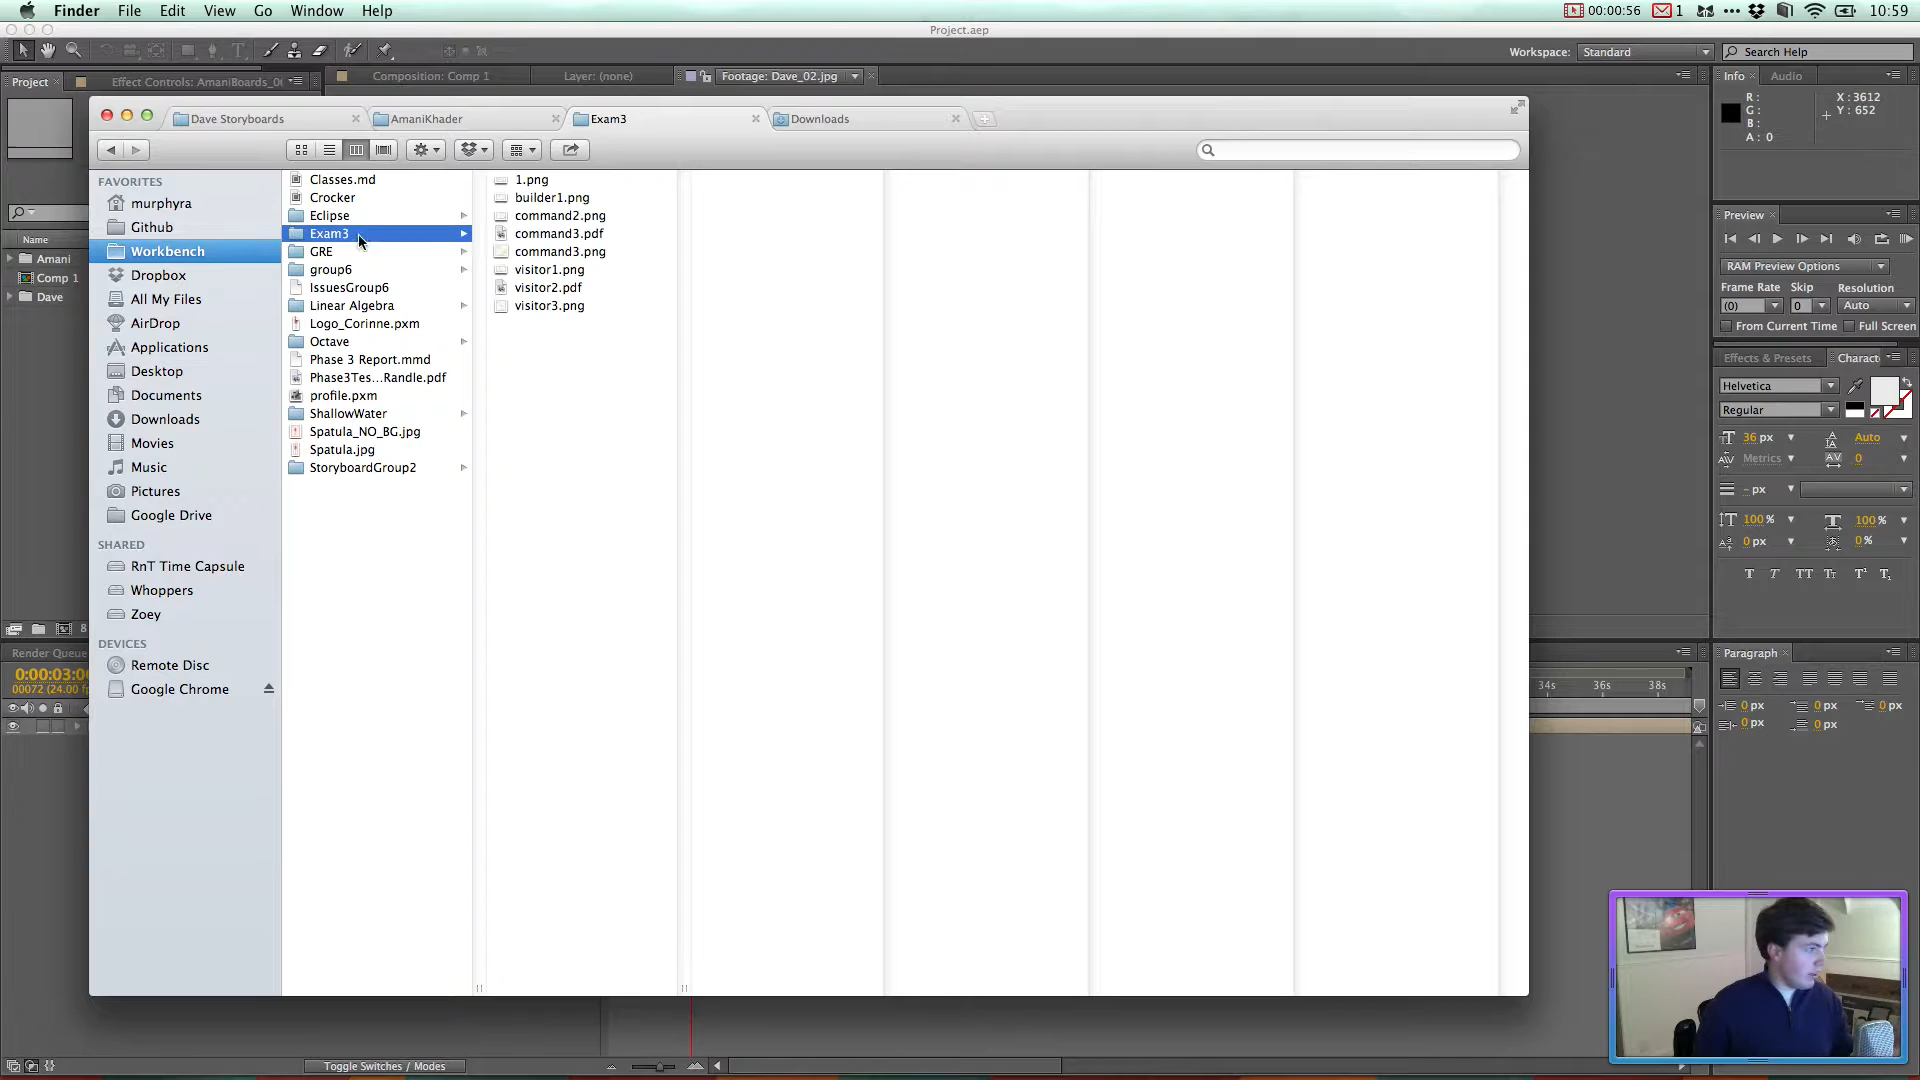 Finder File Edit View Go Window Help 00:00:56 1 10:59
Project.aep
Workspace: Standard Search Help
Project Effect Controls: AmaniBoards_0 Composition: Comp 1 Layer: (none) Footage: Dave_02.jpg Info Audio
R: X : 3612
G: Y : 652
B:
A : 0
Dave Storyboards AmaniKhader Exam3 Downloads
FAVORITES
murphyra
Github
Workbench
Dropbox
All My Files
AirDrop
Applications
Desktop
Documents
Downloads
Movies
Music
Pictures
Google Drive
SHARED
RnT Time Capsule
Whoppers
Zoey
DEVICES
Remote Disc
Google Chrome
Classes.md
Crocker
Eclipse
Exam3
GRE
group6
IssuesGroup6
Linear Algebra
Logo_Corinne.pxm
Octave
Phase 3 Report.mmd
Phase3Tes...Randle.pdf
profile.pxm
ShallowWater
Spatula_NO_BG.jpg
Spatula.jpg
StoryboardGroup2
1.png
builder1.png
command2.png
command3.pdf
command3.png
visitor1.png
visitor2.pdf
visitor3.png
Name
Amani
Comp 1
Dave
8
Render Queue
0:00:03:0
00072 (24.00 f
Toggle Switches / Modes
34s 36s 38s
Preview
RAM Preview Options
Frame Rate Skip Resolution
(0) 0 Auto
From Current Time Full Screen
Effects & Presets Charact
Helvetica
Regular
36 px Auto
Metrics 0
- px
100 % 100 %
0 px 0 %
T T TT Tт T¹ T₁
Paragraph
0 px 0 px 0 px
0 px 0 px